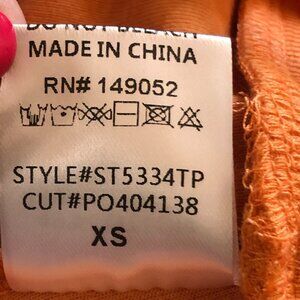 DO NOT BLEACH
MADE IN CHINA
RN# 149052
STYLE#ST5334TP
CUT#PO404138
XS